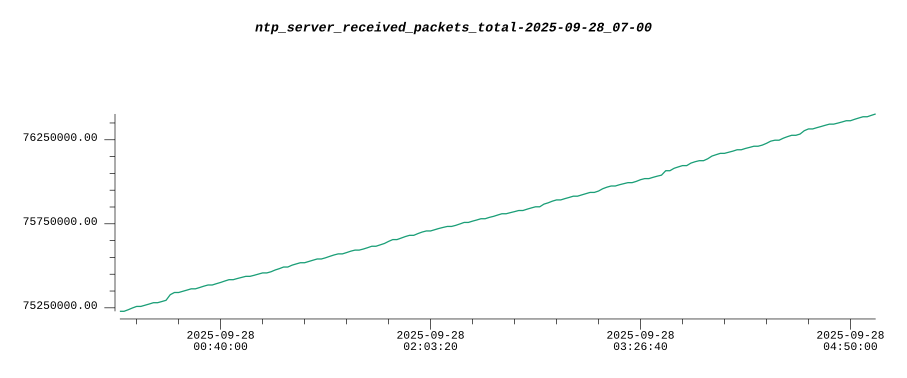 ntp_server_received_packets_total-2025-09-28_07-00
76250000.00
75750000.00
75250000.00
2025-09-28 2025-09-28 2025-09-28 2025-09-28
00:40:00 02:03:20 03:26:40 04:50:00